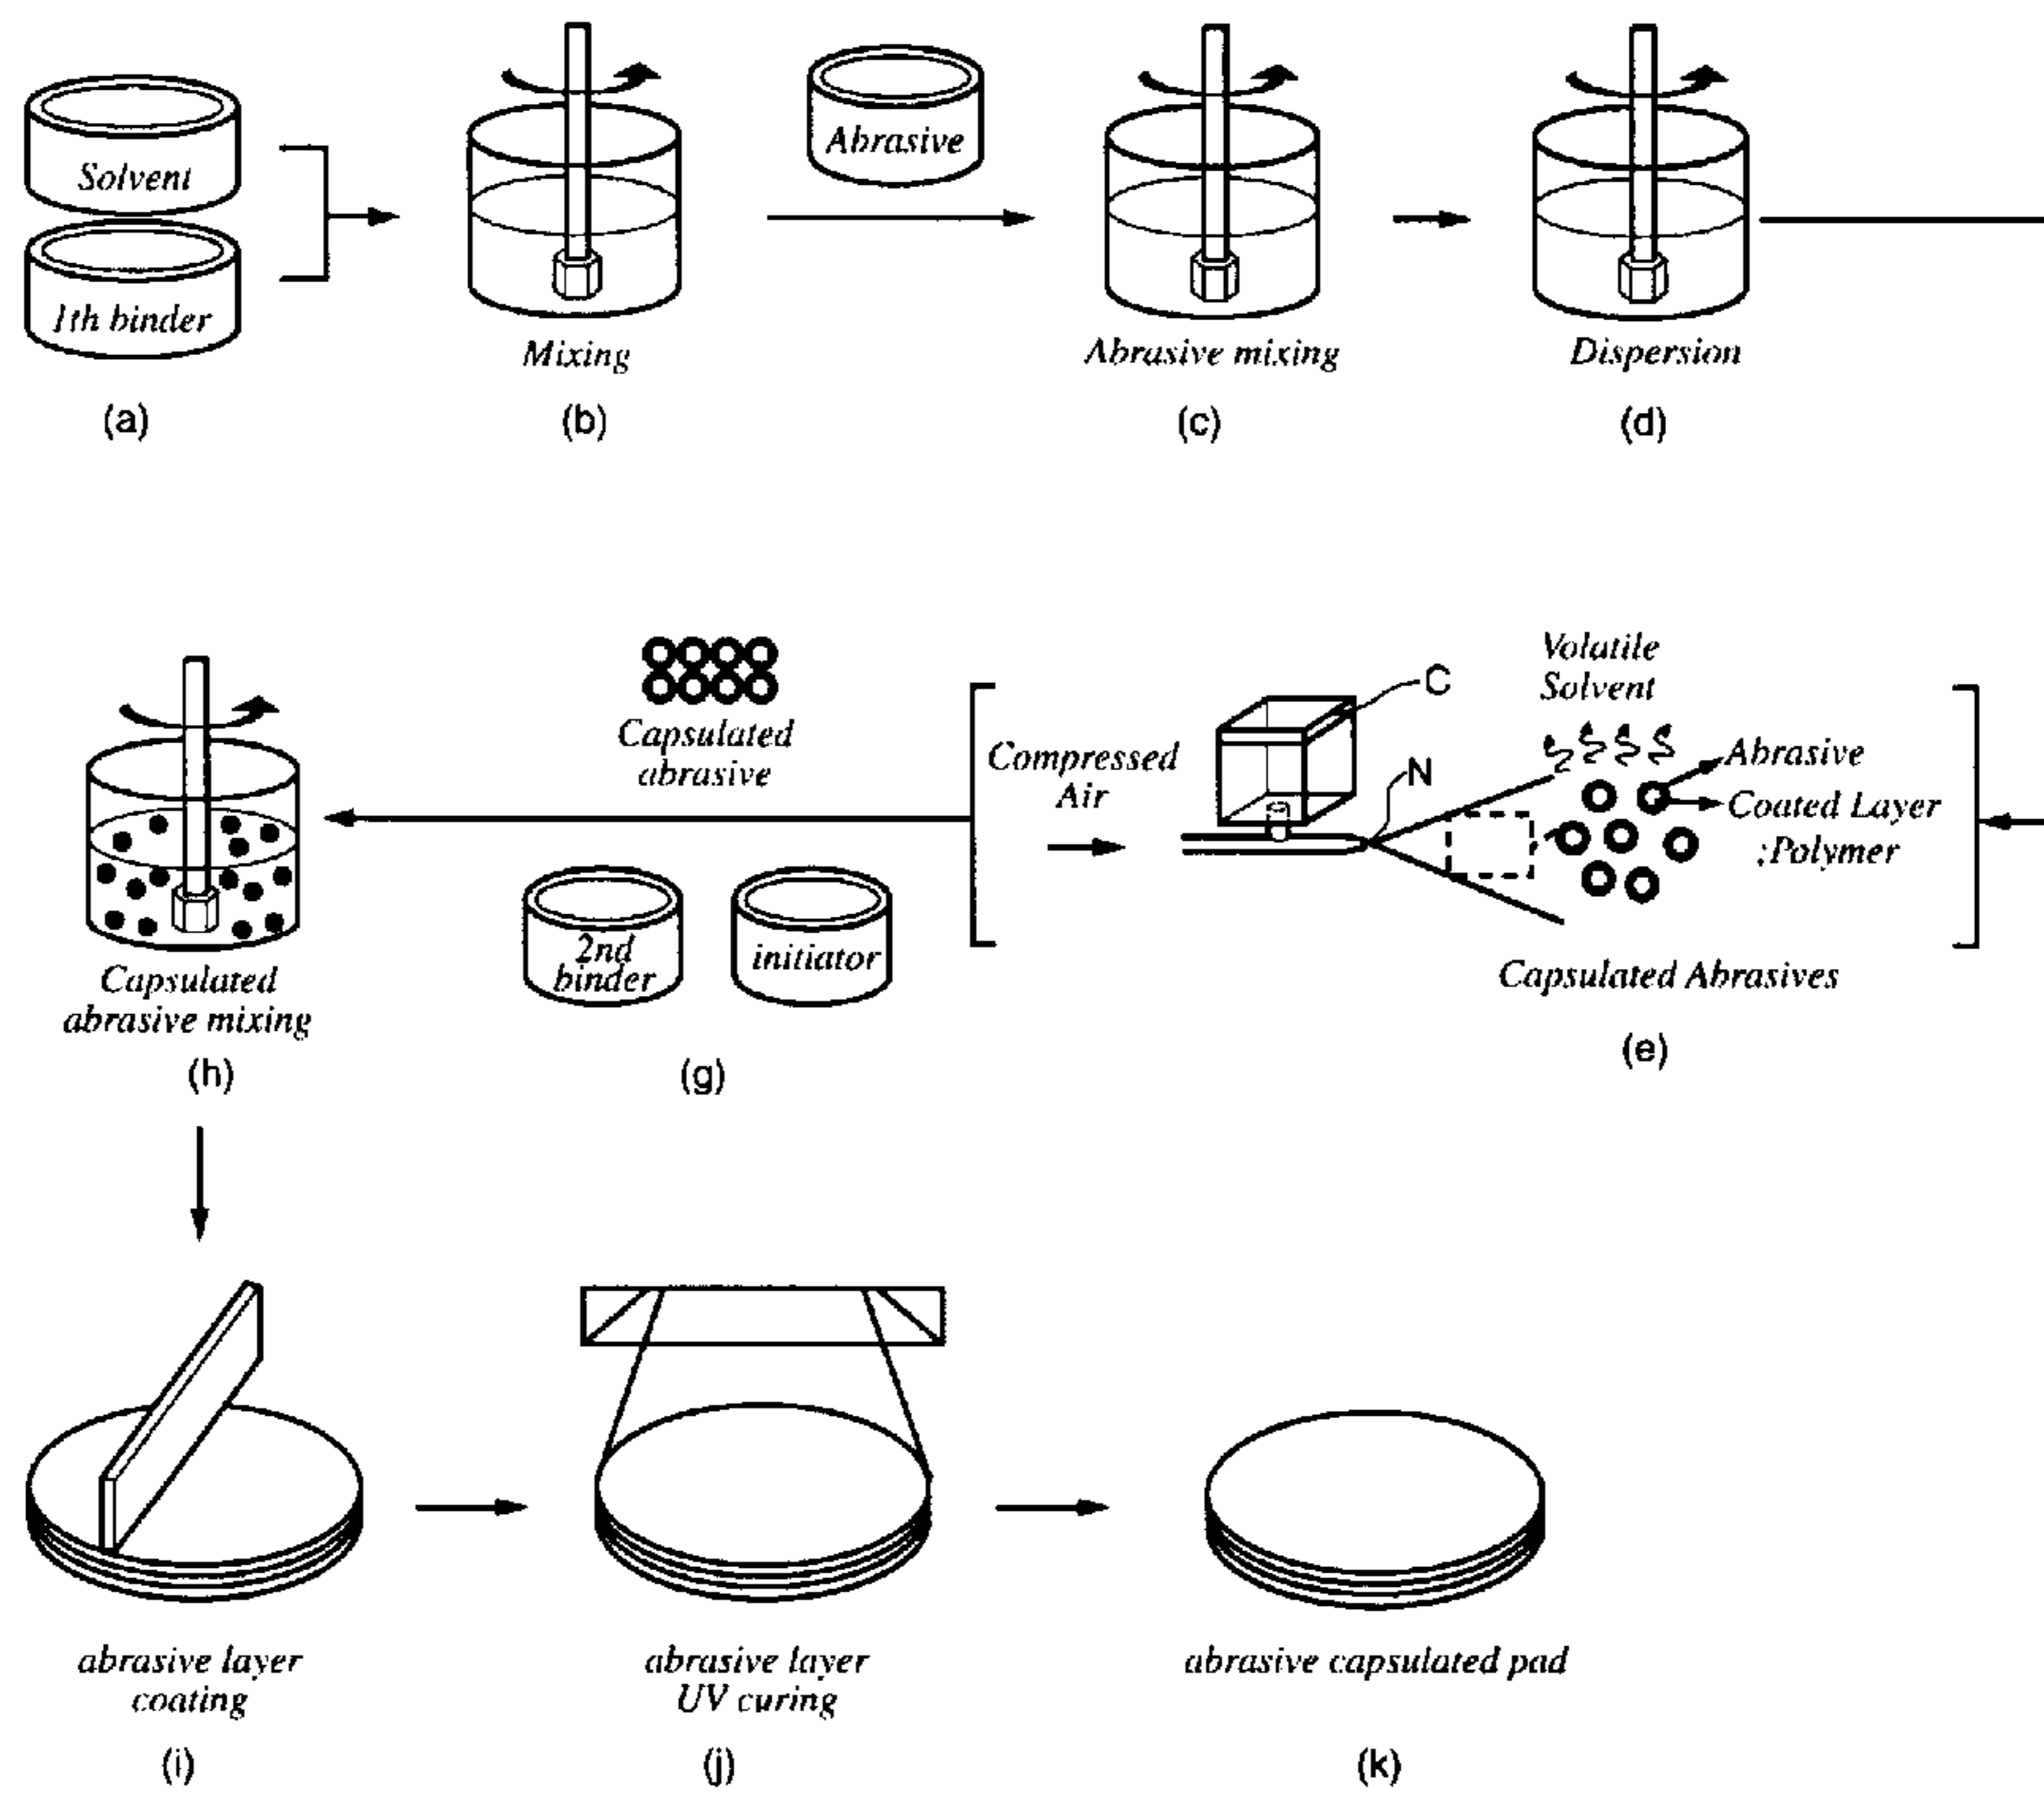 Solvent
1th binder
(a)
Mixing
(b)
Abrasive
Abrasive mixing
(c)
Dispersion
(d)
Capsulated
abrasive mixing
(h)
Capsulated
abrasive
2nd
binder
initiator
(g)
Compressed
Air
C
N
Volatile
Solvent
Abrasive
Coated Layer
:Polymer
Capsulated Abrasives
(e)
abrasive layer
coating
(i)
abrasive layer
UV curing
(j)
abrasive capsulated pad
(k)